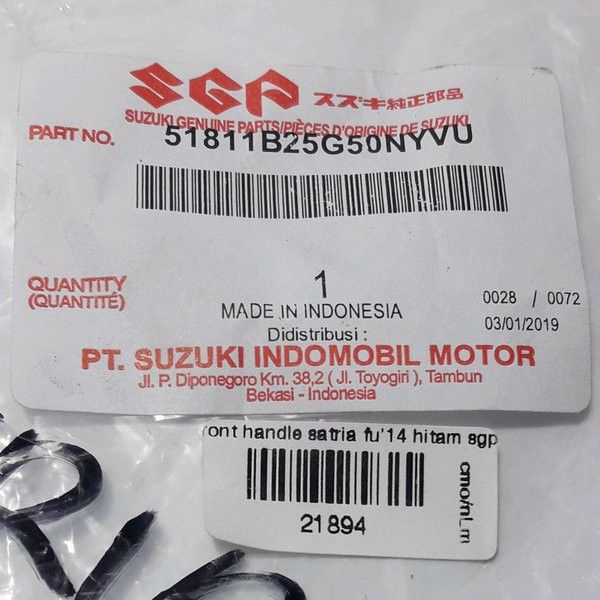 SGP スズキ純正部品
SUZUKI GENUINE PARTS/PIÈCES D'ORIGINE DE SUZUKI
PART NO. 51811B25G50NYVU
QUANTITY 1
(QUANTITÉ)
MADE IN INDONESIA 0028 / 0072
Didistribusi : 03/01/2019
PT. SUZUKI INDOMOBIL MOTOR
Jl. P. Diponegoro Km. 38,2 ( Jl. Toyogiri ), Tambun
Bekasi - Indonesia
ront handle satria fu'14 hitam sgp
21894